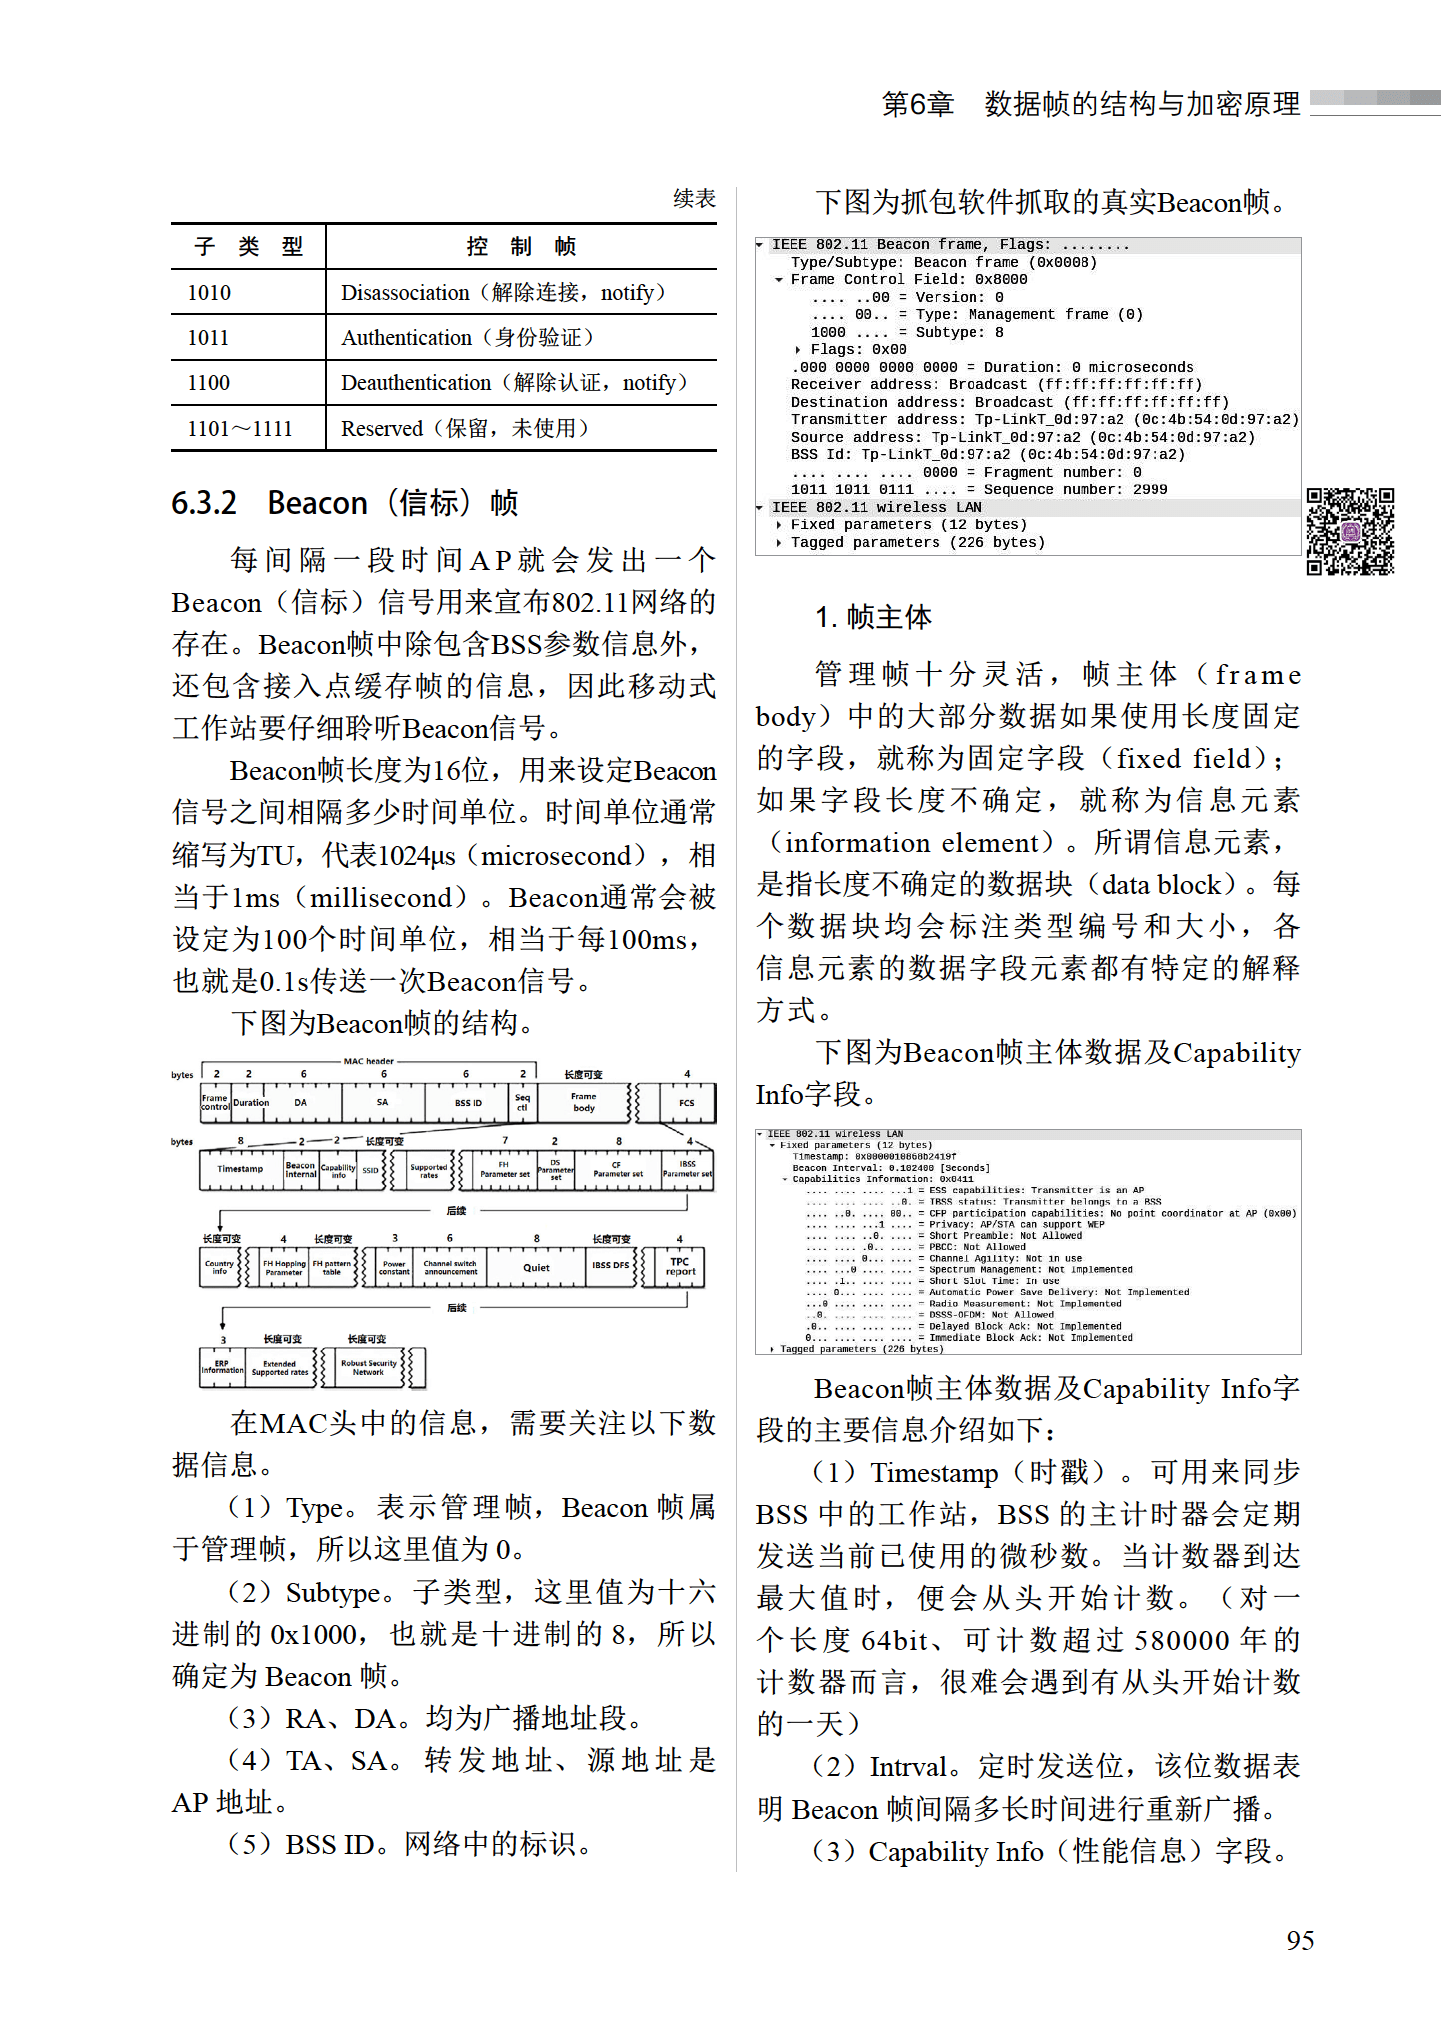 第6章　数据帧的结构与加密原理
续表
子 类 型 控 制 帧
1010 Disassociation（解除连接，notify）
1011 Authentication（身份验证）
1100 Deauthentication（解除认证，notify）
1101～1111 Reserved（保留，未使用）
6.3.2　Beacon（信标）帧
每间隔一段时间AP就会发出一个
Beacon（信标）信号用来宣布802.11网络的
存在。Beacon帧中除包含BSS参数信息外，
还包含接入点缓存帧的信息，因此移动式
工作站要仔细聆听Beacon信号。
Beacon帧长度为16位，用来设定Beacon
信号之间相隔多少时间单位。时间单位通常
缩写为TU，代表1024μs（microsecond），相
当于1ms（millisecond）。Beacon通常会被
设定为100个时间单位，相当于每100ms，
也就是0.1s传送一次Beacon信号。
下图为Beacon帧的结构。
MAC header
bytes 2 2 6 6 6 2 长度可变 4
Frame control Duration DA SA BSS ID Seq ctl Frame body FCS
bytes 8 2 2 长度可变 7 2 8 4
Timestamp Beacon Internal Capability info SSID Supported rates FH Parameter set DS Parameter set CF Parameter set IBSS Parameter set
后续
长度可变 4 长度可变 3 6 8 长度可变 4
Country info FH Hopping Parameter FH pattern table Power constant Channel switch announcement Quiet IBSS DFS TPC report
后续
3 长度可变 长度可变
ERP Information Extended Supported rates Robust Security Network
在MAC头中的信息，需要关注以下数
据信息。
（1）Type。表示管理帧，Beacon 帧属
于管理帧，所以这里值为 0。
（2）Subtype。子类型，这里值为十六
进制的 0x1000，也就是十进制的 8，所以
确定为 Beacon 帧。
（3）RA、DA。均为广播地址段。
（4）TA、SA。转发地址、源地址是
AP 地址。
（5）BSS ID。网络中的标识。
下图为抓包软件抓取的真实Beacon帧。
IEEE 802.11 Beacon frame, Flags: ........
Type/Subtype: Beacon frame (0x0008)
Frame Control Field: 0x8000
.... ..00 = Version: 0
.... 00.. = Type: Management frame (0)
1000 .... = Subtype: 8
Flags: 0x00
.000 0000 0000 0000 = Duration: 0 microseconds
Receiver address: Broadcast (ff:ff:ff:ff:ff:ff)
Destination address: Broadcast (ff:ff:ff:ff:ff:ff)
Transmitter address: Tp-LinkT_0d:97:a2 (0c:4b:54:0d:97:a2)
Source address: Tp-LinkT_0d:97:a2 (0c:4b:54:0d:97:a2)
BSS Id: Tp-LinkT_0d:97:a2 (0c:4b:54:0d:97:a2)
.... .... .... 0000 = Fragment number: 0
1011 1011 0111 .... = Sequence number: 2999
IEEE 802.11 wireless LAN
Fixed parameters (12 bytes)
Tagged parameters (226 bytes)
1. 帧主体
管理帧十分灵活，帧主体（frame
body）中的大部分数据如果使用长度固定
的字段，就称为固定字段（fixed field）；
如果字段长度不确定，就称为信息元素
（information element）。所谓信息元素，
是指长度不确定的数据块（data block）。每
个数据块均会标注类型编号和大小，各
信息元素的数据字段元素都有特定的解释
方式。
下图为Beacon帧主体数据及Capability
Info字段。
IEEE 802.11 wireless LAN
Fixed parameters (12 bytes)
Timestamp: 0x0000010868b2419f
Beacon Interval: 0.102400 [Seconds]
Capabilities Information: 0x0411
.... .... .... ...1 = ESS capabilities: Transmitter is an AP
.... .... .... ..0. = IBSS status: Transmitter belongs to a BSS
.... ..0. .... 00.. = CFP participation capabilities: No point coordinator at AP (0x00)
.... .... ...1 .... = Privacy: AP/STA can support WEP
.... .... ..0. .... = Short Preamble: Not Allowed
.... .... .0.. .... = PBCC: Not Allowed
.... .... 0... .... = Channel Agility: Not in use
.... ...0 .... .... = Spectrum Management: Not Implemented
.... .1.. .... .... = Short Slot Time: In use
.... 0... .... .... = Automatic Power Save Delivery: Not Implemented
...0 .... .... .... = Radio Measurement: Not Implemented
..0. .... .... .... = DSSS-OFDM: Not Allowed
.0.. .... .... .... = Delayed Block Ack: Not Implemented
0... .... .... .... = Immediate Block Ack: Not Implemented
Tagged parameters (226 bytes)
Beacon帧主体数据及Capability Info字
段的主要信息介绍如下：
（1）Timestamp（时戳）。可用来同步
BSS 中的工作站，BSS 的主计时器会定期
发送当前已使用的微秒数。当计数器到达
最大值时，便会从头开始计数。（对一
个长度 64bit、可计数超过 580000 年的
计数器而言，很难会遇到有从头开始计数
的一天）
（2）Intrval。定时发送位，该位数据表
明 Beacon 帧间隔多长时间进行重新广播。
（3）Capability Info（性能信息）字段。
95